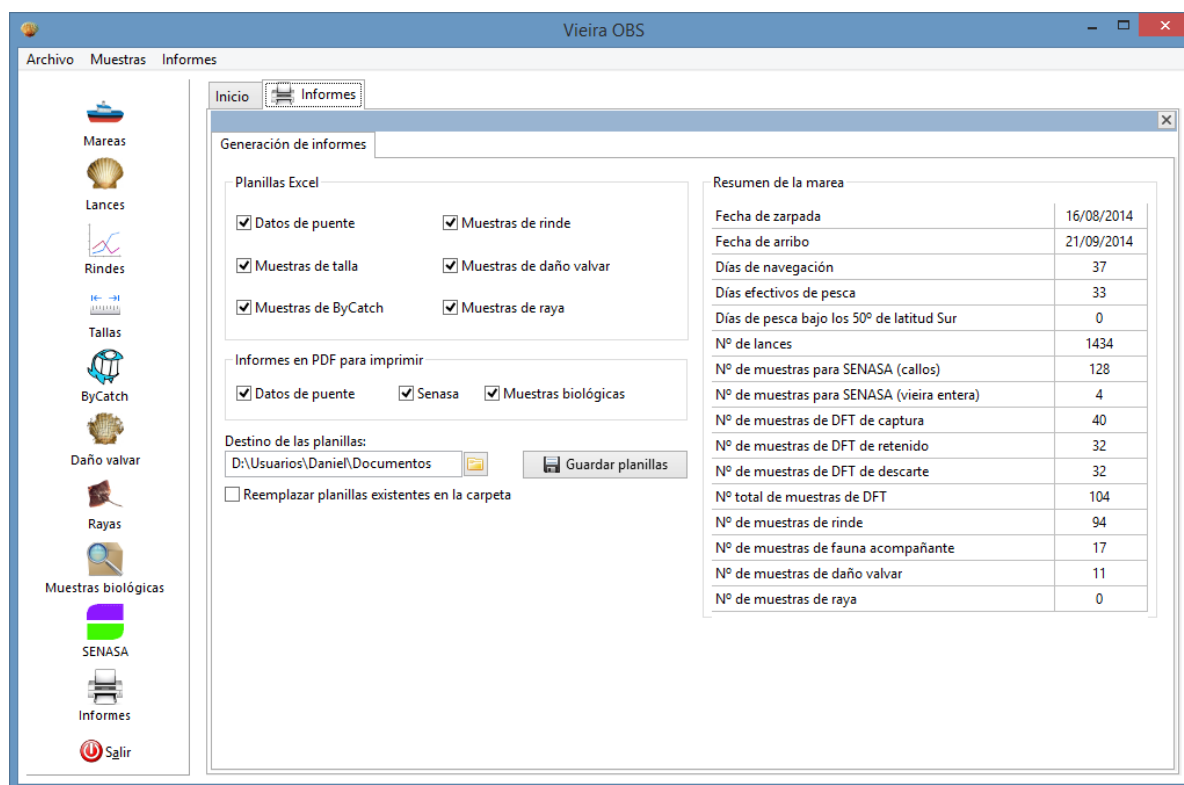 Vieira OBS
Archivo Muestras Informes
Mareas
Lances
Rindes
Tallas
ByCatch
Daño valvar
Rayas
Muestras biológicas
SENASA
Informes
Salir
Inicio Informes
Generación de informes
Planillas Excel
Datos de puente Muestras de rinde
Muestras de talla Muestras de daño valvar
Muestras de ByCatch Muestras de raya
Informes en PDF para imprimir
Datos de puente Senasa Muestras biológicas
Destino de las planillas:
D:\Usuarios\Daniel\Documentos Guardar planillas
Reemplazar planillas existentes en la carpeta
Resumen de la marea
Fecha de zarpada 16/08/2014
Fecha de arribo 21/09/2014
Días de navegación 37
Días efectivos de pesca 33
Días de pesca bajo los 50º de latitud Sur 0
Nº de lances 1434
Nº de muestras para SENASA (callos) 128
Nº de muestras para SENASA (vieira entera) 4
Nº de muestras de DFT de captura 40
Nº de muestras de DFT de retenido 32
Nº de muestras de DFT de descarte 32
Nº total de muestras de DFT 104
Nº de muestras de rinde 94
Nº de muestras de fauna acompañante 17
Nº de muestras de daño valvar 11
Nº de muestras de raya 0